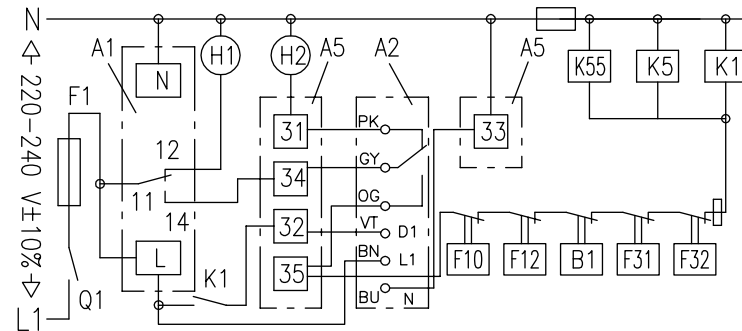 N
A1
H1
H2
A5
A2
A5
K55
K5
K1
220-240 V±10%
F1
N
31
PK
33
12
34
GY
11
14
32
OG
VT
D1
L
35
BN
L1
K1
BU
N
F10
F12
B1
F31
F32
Q1
L1